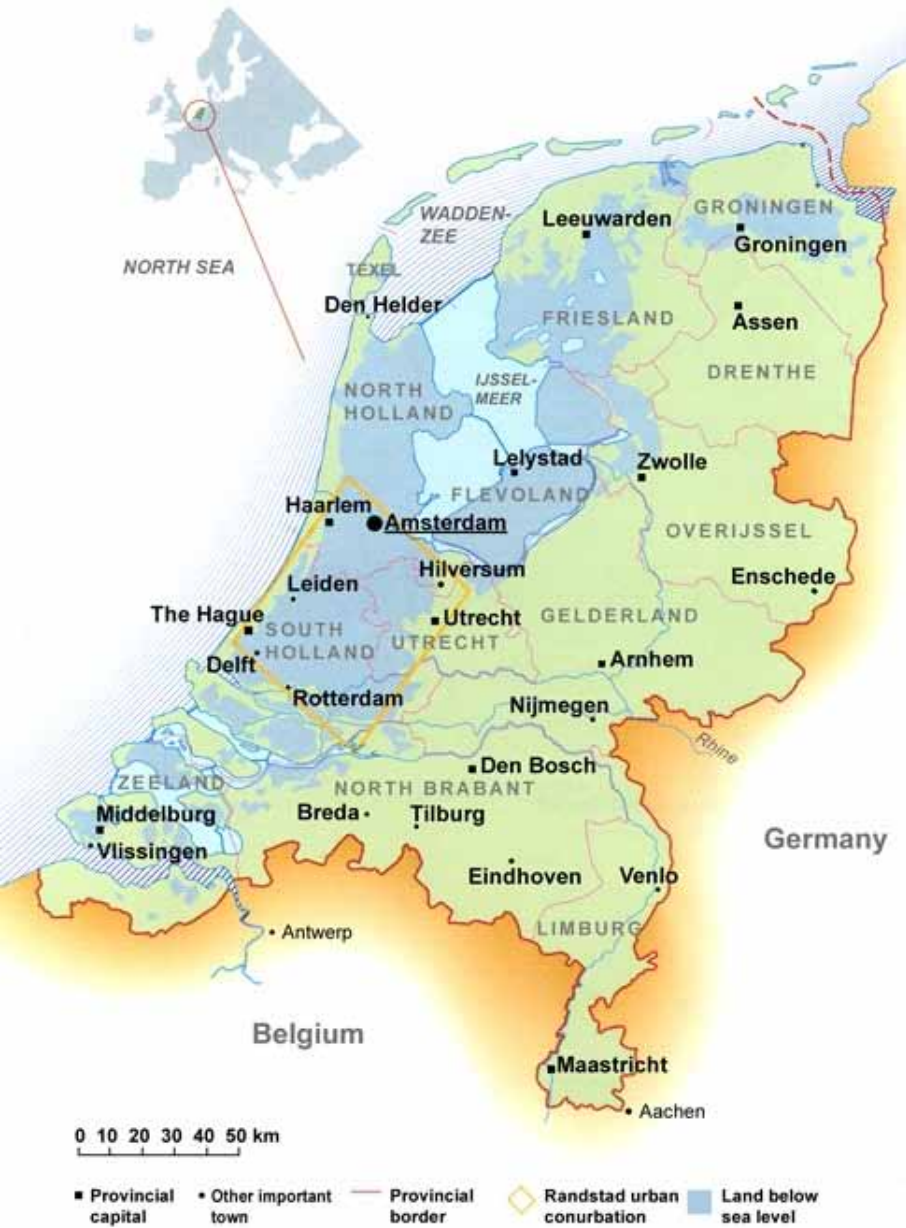 WADDEN-
ZEE
NORTH SEA
TEXEL
Den Helder
Leeuwarden
GRONINGEN
Groningen
FRIESLAND
Assen
DRENTHE
NORTH
HOLLAND
IJSSEL-
MEER
Lelystad
FLEVOLAND
Zwolle
OVERIJSSEL
Haarlem
Amsterdam
Hilversum
Enschede
Leiden
The Hague
SOUTH
HOLLAND
Utrecht
UTRECHT
GELDERLAND
Delft
Arnhem
Rotterdam
Nijmegen
Rhine
ZEELAND
Den Bosch
NORTH BRABANT
Middelburg
Breda
Tilburg
Vlissingen
Germany
Eindhoven
Venlo
LIMBURG
Antwerp
Belgium
Maastricht
Aachen
0 10 20 30 40 50 km
Provincial
capital
Other important
town
Provincial
border
Randstad urban
conurbation
Land below
sea level